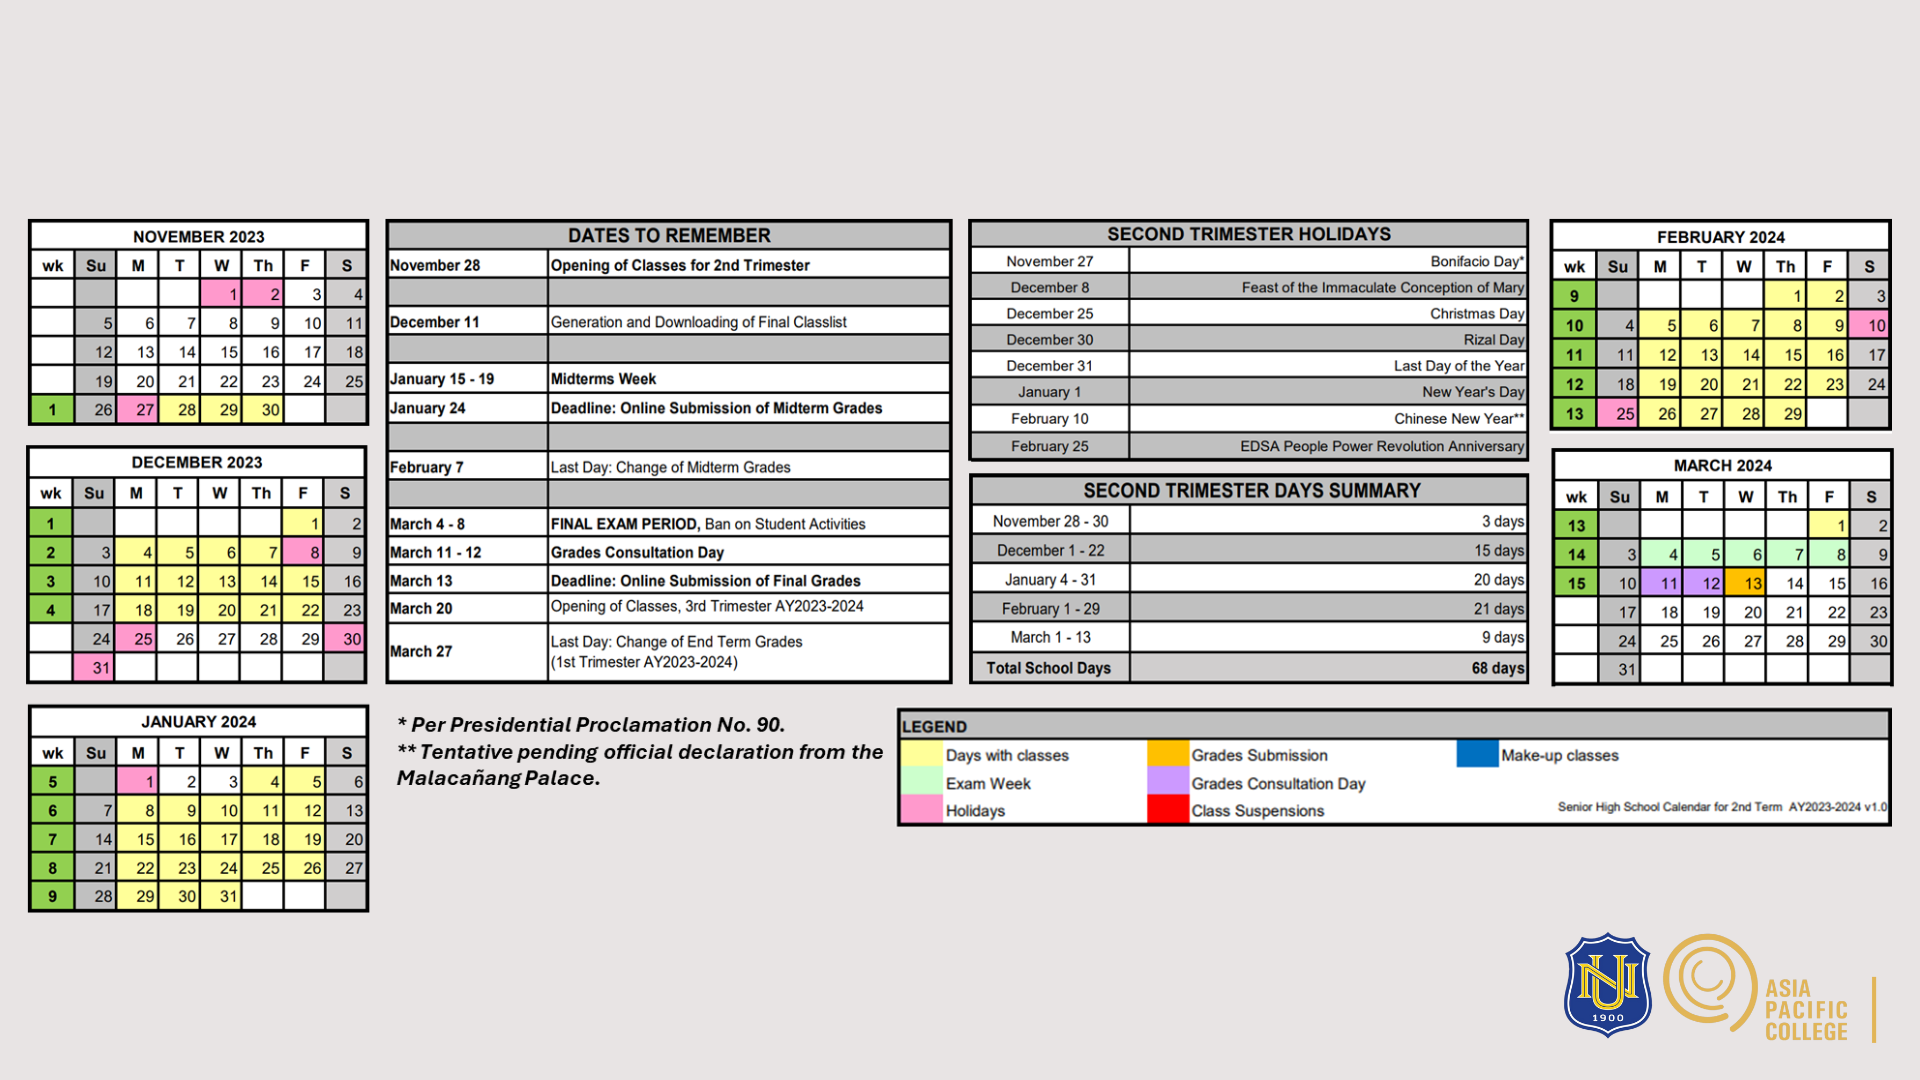 NOVEMBER 2023
wk Su M T W Th F S
1 2 3 4
5 6 7 8 9 10 11
12 13 14 15 16 17 18
19 20 21 22 23 24 25
1 26 27 28 29 30
DECEMBER 2023
wk Su M T W Th F S
1 1 2
2 3 4 5 6 7 8 9
3 10 11 12 13 14 15 16
4 17 18 19 20 21 22 23
24 25 26 27 28 29 30
31
JANUARY 2024
wk Su M T W Th F S
5 1 2 3 4 5 6
6 7 8 9 10 11 12 13
7 14 15 16 17 18 19 20
8 21 22 23 24 25 26 27
9 28 29 30 31
DATES TO REMEMBER
November 28 Opening of Classes for 2nd Trimester
December 11 Generation and Downloading of Final Classlist
January 15 - 19 Midterms Week
January 24 Deadline: Online Submission of Midterm Grades
February 7 Last Day: Change of Midterm Grades
March 4 - 8 FINAL EXAM PERIOD, Ban on Student Activities
March 11 - 12 Grades Consultation Day
March 13 Deadline: Online Submission of Final Grades
March 20 Opening of Classes, 3rd Trimester AY2023-2024
March 27 Last Day: Change of End Term Grades
(1st Trimester AY2023-2024)
* Per Presidential Proclamation No. 90.
** Tentative pending official declaration from the
Malacañang Palace.
SECOND TRIMESTER HOLIDAYS
November 27 Bonifacio Day*
December 8 Feast of the Immaculate Conception of Mary
December 25 Christmas Day
December 30 Rizal Day
December 31 Last Day of the Year
January 1 New Year's Day
February 10 Chinese New Year**
February 25 EDSA People Power Revolution Anniversary
SECOND TRIMESTER DAYS SUMMARY
November 28 - 30 3 days
December 1 - 22 15 days
January 4 - 31 20 days
February 1 - 29 21 days
March 1 - 13 9 days
Total School Days 68 days
FEBRUARY 2024
wk Su M T W Th F S
9 1 2 3
10 4 5 6 7 8 9 10
11 11 12 13 14 15 16 17
12 18 19 20 21 22 23 24
13 25 26 27 28 29
MARCH 2024
wk Su M T W Th F S
13 1 2
14 3 4 5 6 7 8 9
15 10 11 12 13 14 15 16
17 18 19 20 21 22 23
24 25 26 27 28 29 30
31
LEGEND
Days with classes Grades Submission Make-up classes
Exam Week Grades Consultation Day
Holidays Class Suspensions
Senior High School Calendar for 2nd Term AY2023-2024 v1.0
NU
1900
ASIA
PACIFIC
COLLEGE